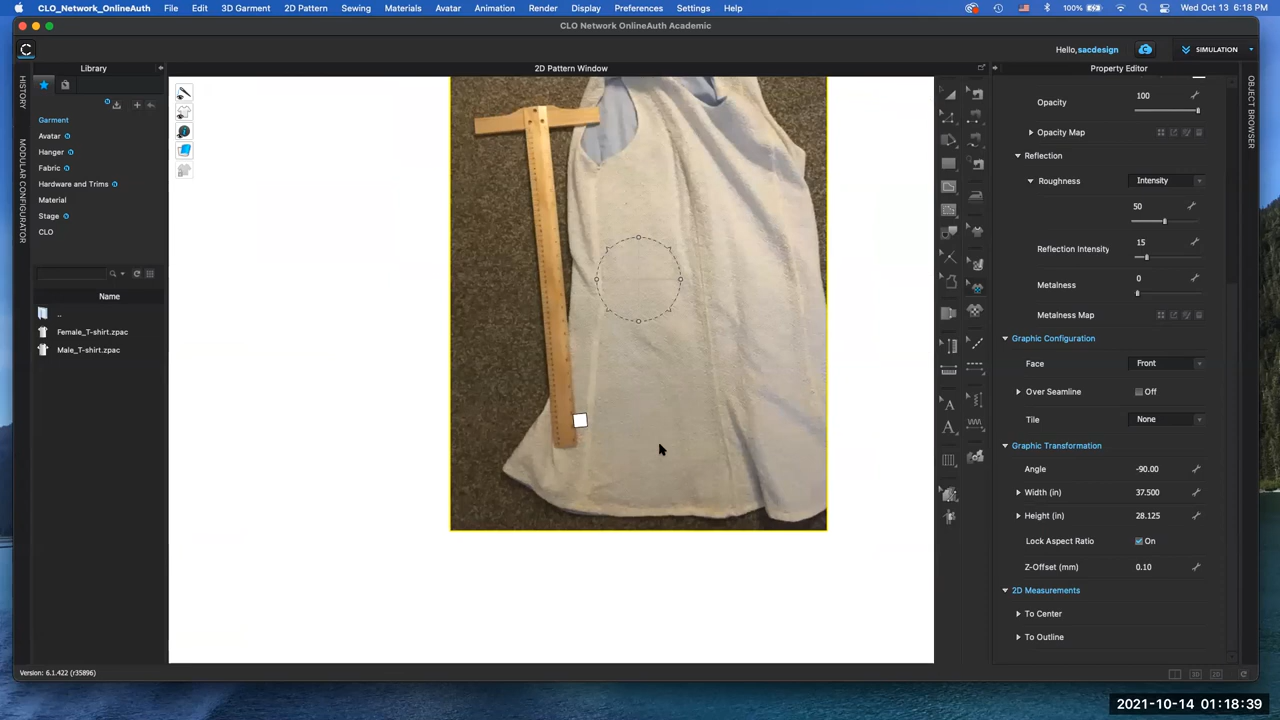 CLO_Network_OnlineAuth File Edit 3D Garment 2D Pattern Sewing Materials Avatar Animation Render Display Preferences Settings Help 100% Wed Oct 13 6:18 PM
CLO Network OnlineAuth Academic
Hello, sacdesign SIMULATION
Library 2D Pattern Window Property Editor
HISTORY
MODULAR CONFIGURATOR
OBJECT BROWSER
Garment
Avatar
Hanger
Fabric
Hardware and Trims
Material
Stage
CLO
Name
..
Female_T-shirt.zpac
Male_T-shirt.zpac
Opacity 100
Opacity Map
Reflection
Roughness Intensity
50
Reflection Intensity 15
Metalness 0
Metalness Map
Graphic Configuration
Face Front
Over Seamline Off
Tile None
Graphic Transformation
Angle -90.00
Width (in) 37.500
Height (in) 28.125
Lock Aspect Ratio On
Z-Offset (mm) 0.10
2D Measurements
To Center
To Outline
Version: 6.1.422 (r35896) 3D 2D
2021-10-14 01:18:39